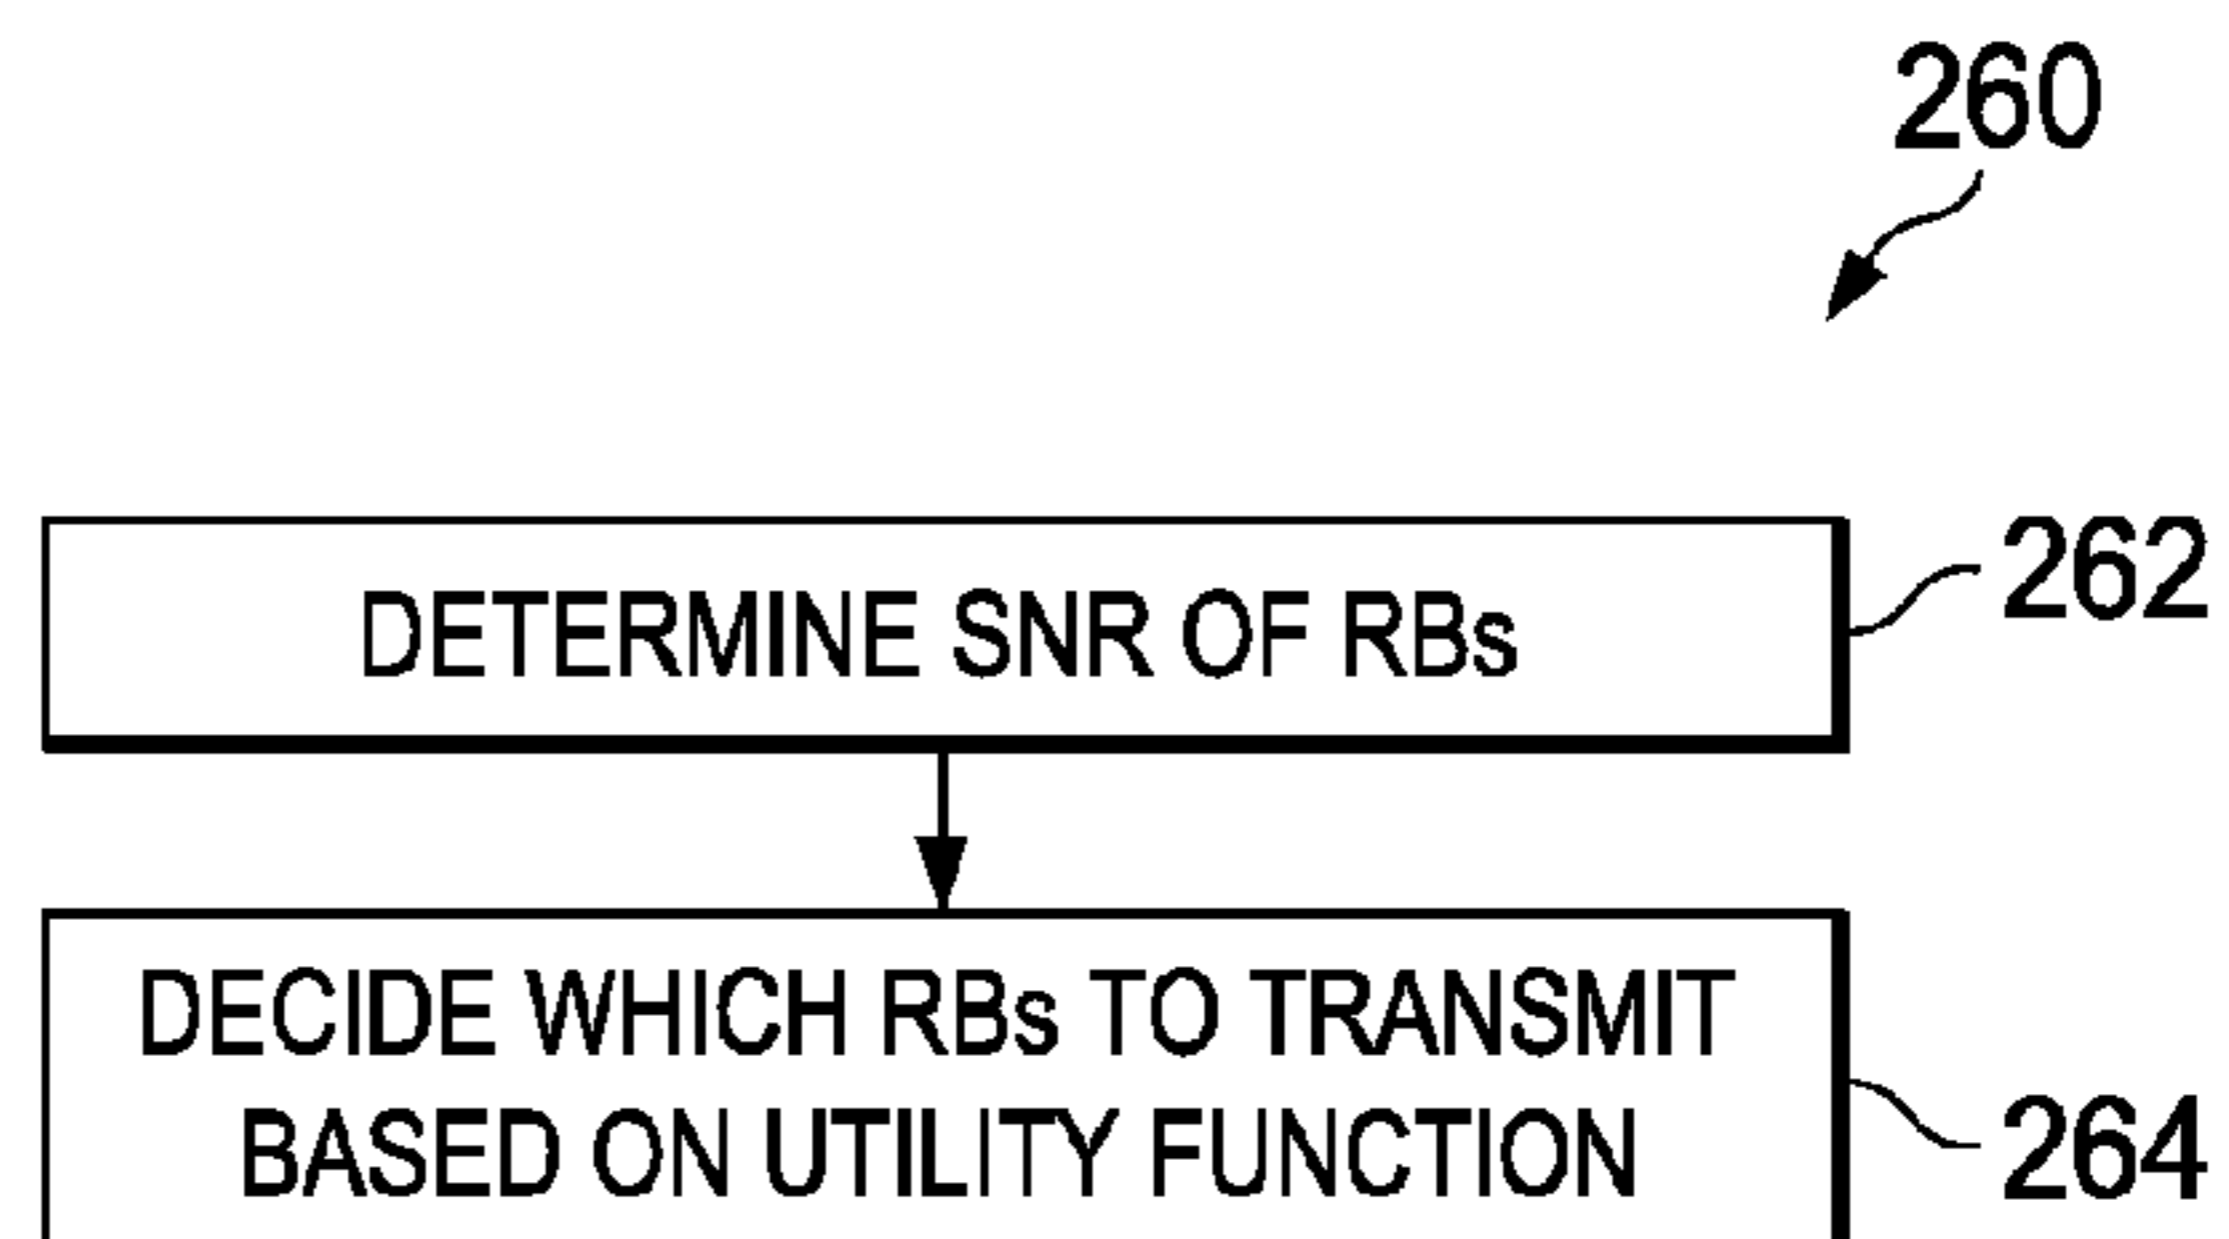 260
DETERMINE SNR OF RBs
262
DECIDE WHICH RBs TO TRANSMIT
BASED ON UTILITY FUNCTION
264